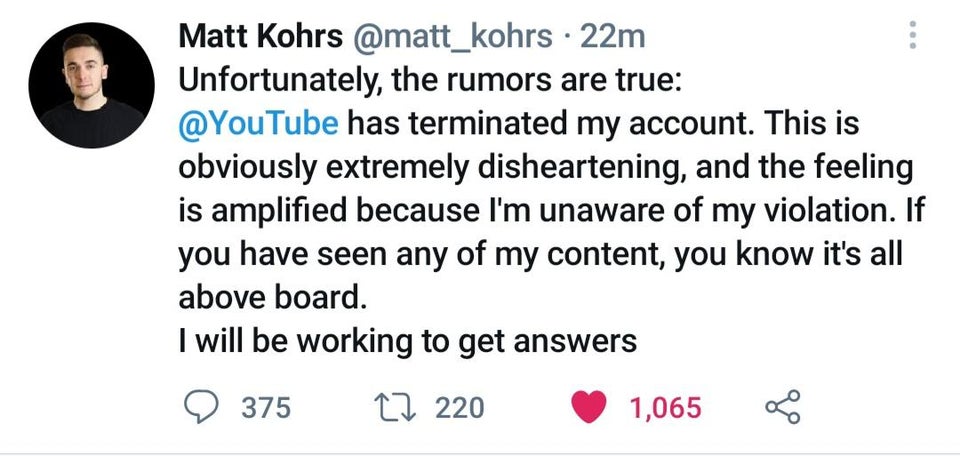 Matt Kohrs @matt_kohrs · 22m
Unfortunately, the rumors are true:
@YouTube has terminated my account. This is
obviously extremely disheartening, and the feeling
is amplified because I'm unaware of my violation. If
you have seen any of my content, you know it's all
above board.
I will be working to get answers
375 220 1,065